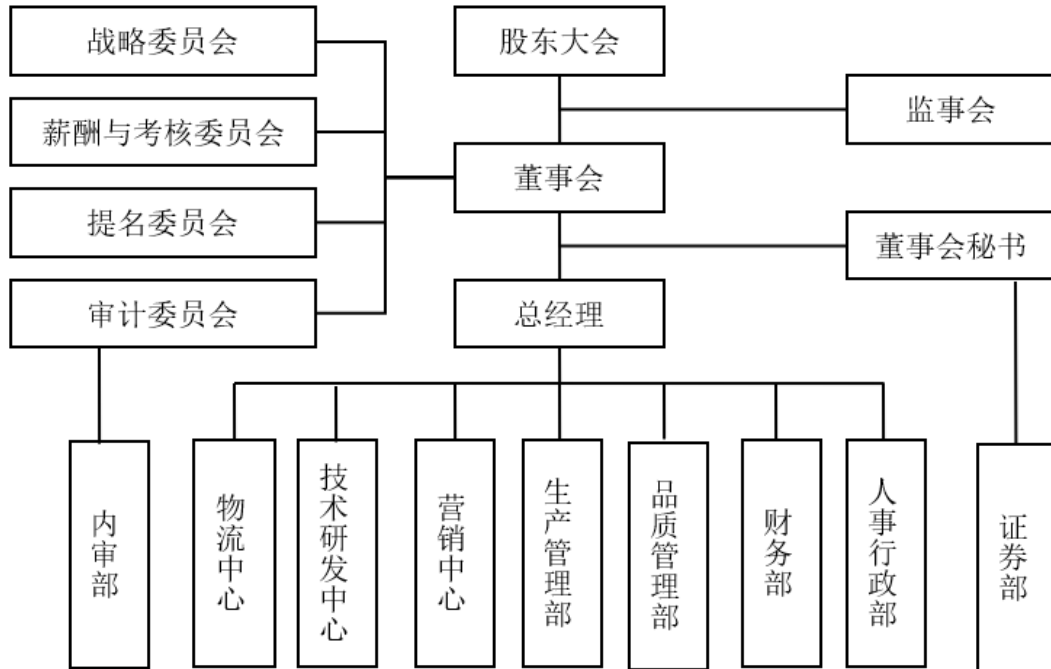 战略委员会
股东大会
薪酬与考核委员会
监事会
董事会
提名委员会
董事会秘书
审计委员会
总经理
内审部
物流中心
技术研发中心
营销中心
生产管理部
品质管理部
财务部
人事行政部
证券部